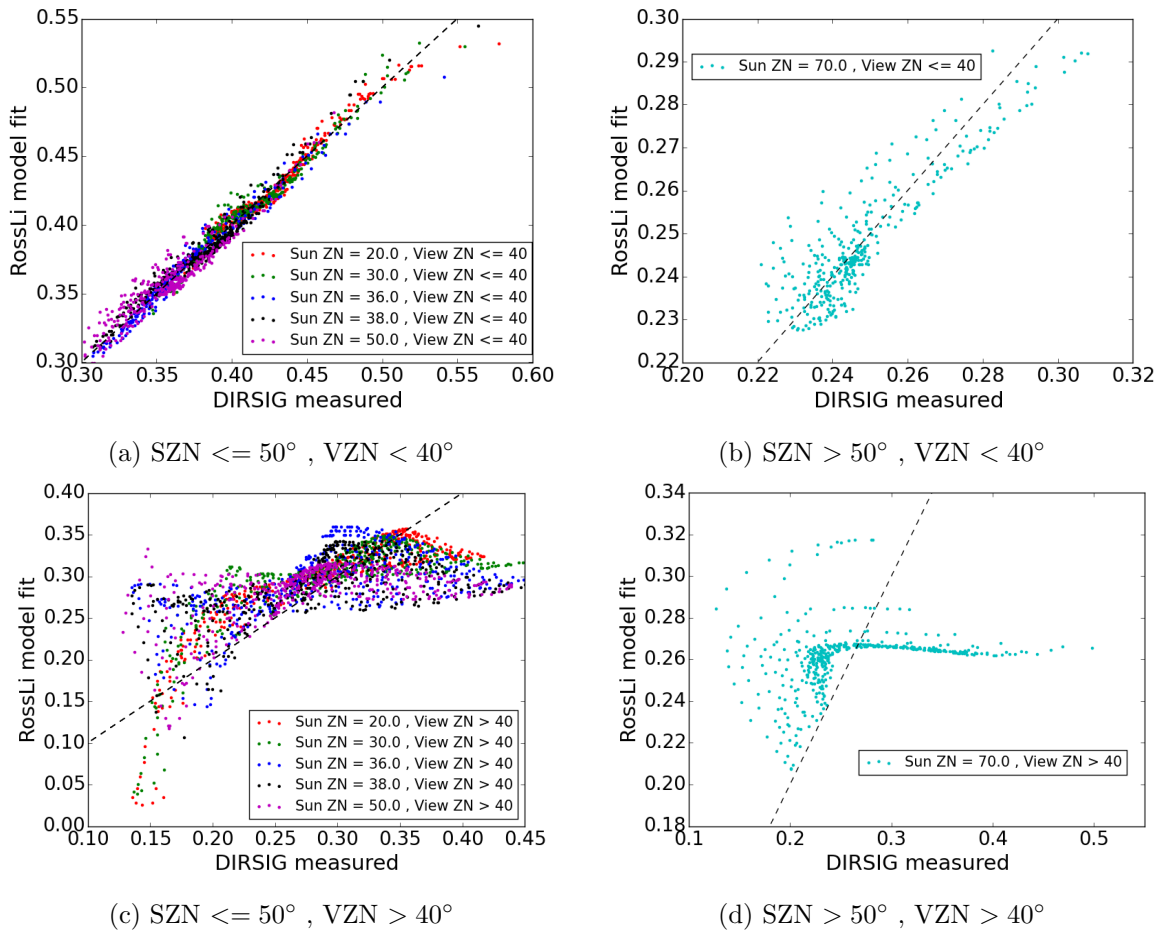 0.55
0.50
0.45
0.40
0.35
0.30
0.30 0.35 0.40 0.45 0.50 0.55 0.60
RossLi model fit
DIRSIG measured
Sun ZN = 20.0 , View ZN <= 40
Sun ZN = 30.0 , View ZN <= 40
Sun ZN = 36.0 , View ZN <= 40
Sun ZN = 38.0 , View ZN <= 40
Sun ZN = 50.0 , View ZN <= 40
(a) SZN <= 50° , VZN < 40°
0.30
0.29
0.28
0.27
0.26
0.25
0.24
0.23
0.22
0.20 0.22 0.24 0.26 0.28 0.30 0.32
RossLi model fit
DIRSIG measured
Sun ZN = 70.0 , View ZN <= 40
(b) SZN > 50° , VZN < 40°
0.40
0.35
0.30
0.25
0.20
0.15
0.10
0.05
0.00
0.10 0.15 0.20 0.25 0.30 0.35 0.40 0.45
RossLi model fit
DIRSIG measured
Sun ZN = 20.0 , View ZN > 40
Sun ZN = 30.0 , View ZN > 40
Sun ZN = 36.0 , View ZN > 40
Sun ZN = 38.0 , View ZN > 40
Sun ZN = 50.0 , View ZN > 40
(c) SZN <= 50° , VZN > 40°
0.34
0.32
0.30
0.28
0.26
0.24
0.22
0.20
0.18
0.1 0.2 0.3 0.4 0.5
RossLi model fit
DIRSIG measured
Sun ZN = 70.0 , View ZN > 40
(d) SZN > 50° , VZN > 40°